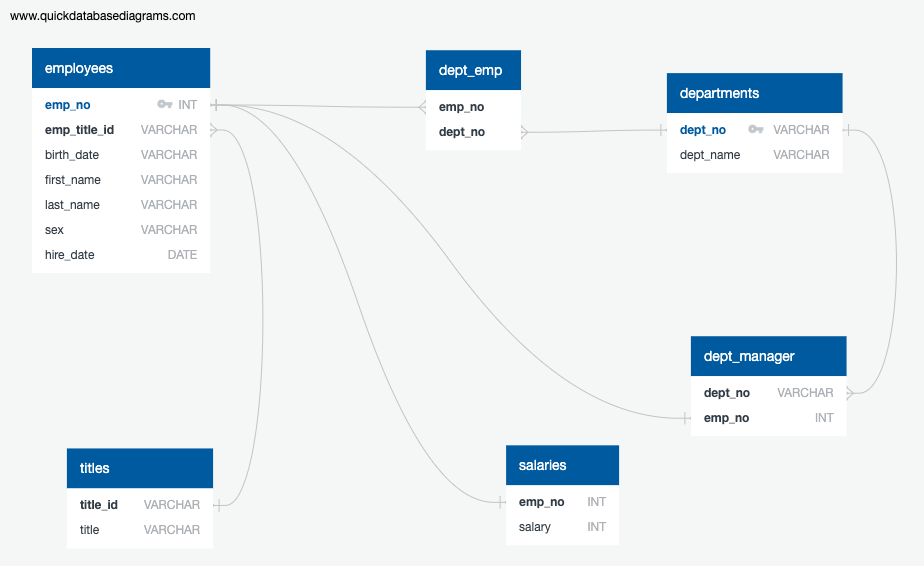 www.quickdatabasediagrams.com
employees
emp_no INT
emp_title_id VARCHAR
birth_date VARCHAR
first_name VARCHAR
last_name VARCHAR
sex VARCHAR
hire_date DATE
dept_emp
emp_no
dept_no
departments
dept_no VARCHAR
dept_name VARCHAR
dept_manager
dept_no VARCHAR
emp_no INT
titles
title_id VARCHAR
title VARCHAR
salaries
emp_no INT
salary INT